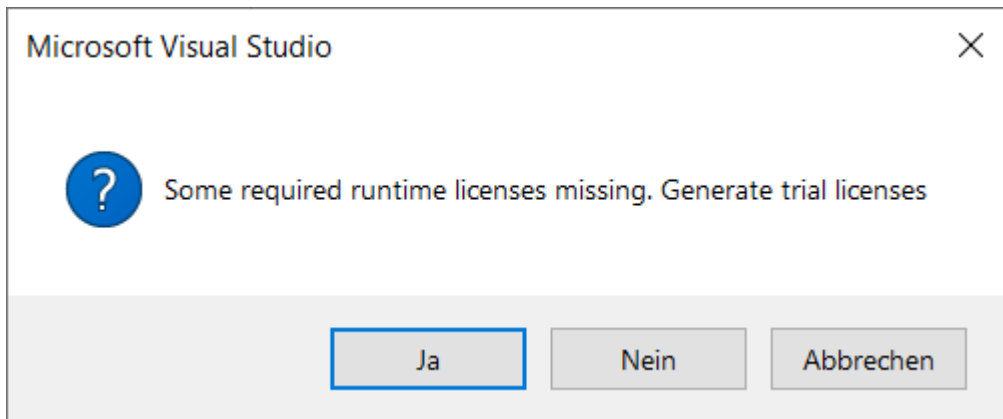 Microsoft Visual Studio
?
Some required runtime licenses missing. Generate trial licenses
Ja
Nein
Abbrechen